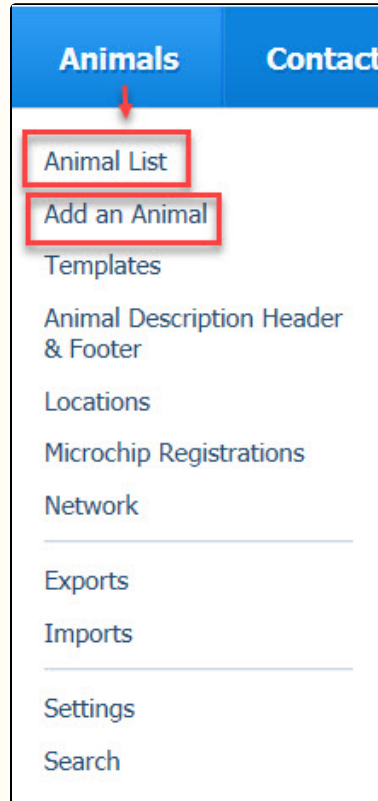 Animals Contact
Animal List
Add an Animal
Templates
Animal Description Header
& Footer
Locations
Microchip Registrations
Network
Exports
Imports
Settings
Search